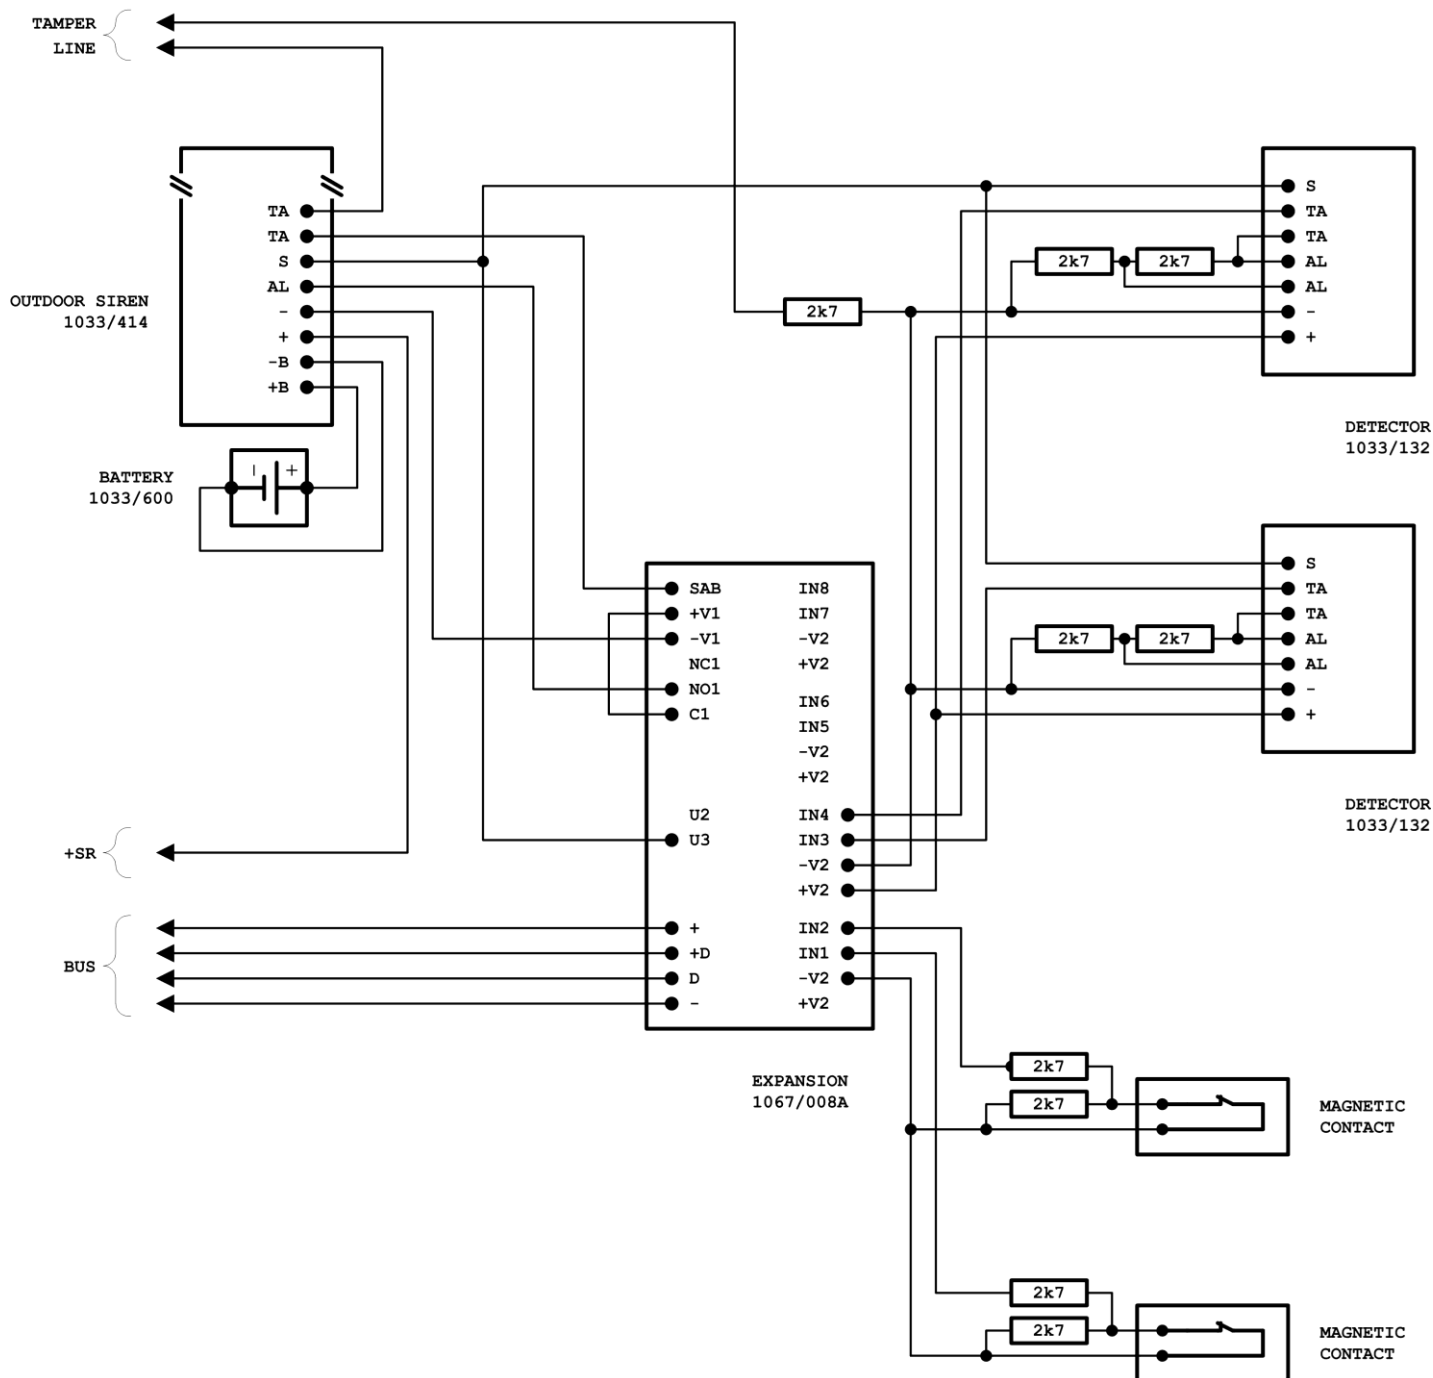 TAMPER
LINE
TA
TA
S
AL
-
+
-B
+B
OUTDOOR SIREN
1033/414
- +
BATTERY
1033/600
2k7
S
TA
TA
AL
AL
-
+
2k7 2k7
DETECTOR
1033/132
S
TA
TA
AL
AL
-
+
2k7 2k7
DETECTOR
1033/132
SAB
+V1
-V1
NC1
NO1
C1
U2
U3
+
+D
D
-
IN8
IN7
-V2
+V2
IN6
IN5
-V2
+V2
IN4
IN3
-V2
+V2
IN2
IN1
-V2
+V2
EXPANSION
1067/008A
+SR
BUS
2k7
2k7
MAGNETIC
CONTACT
2k7
2k7
MAGNETIC
CONTACT